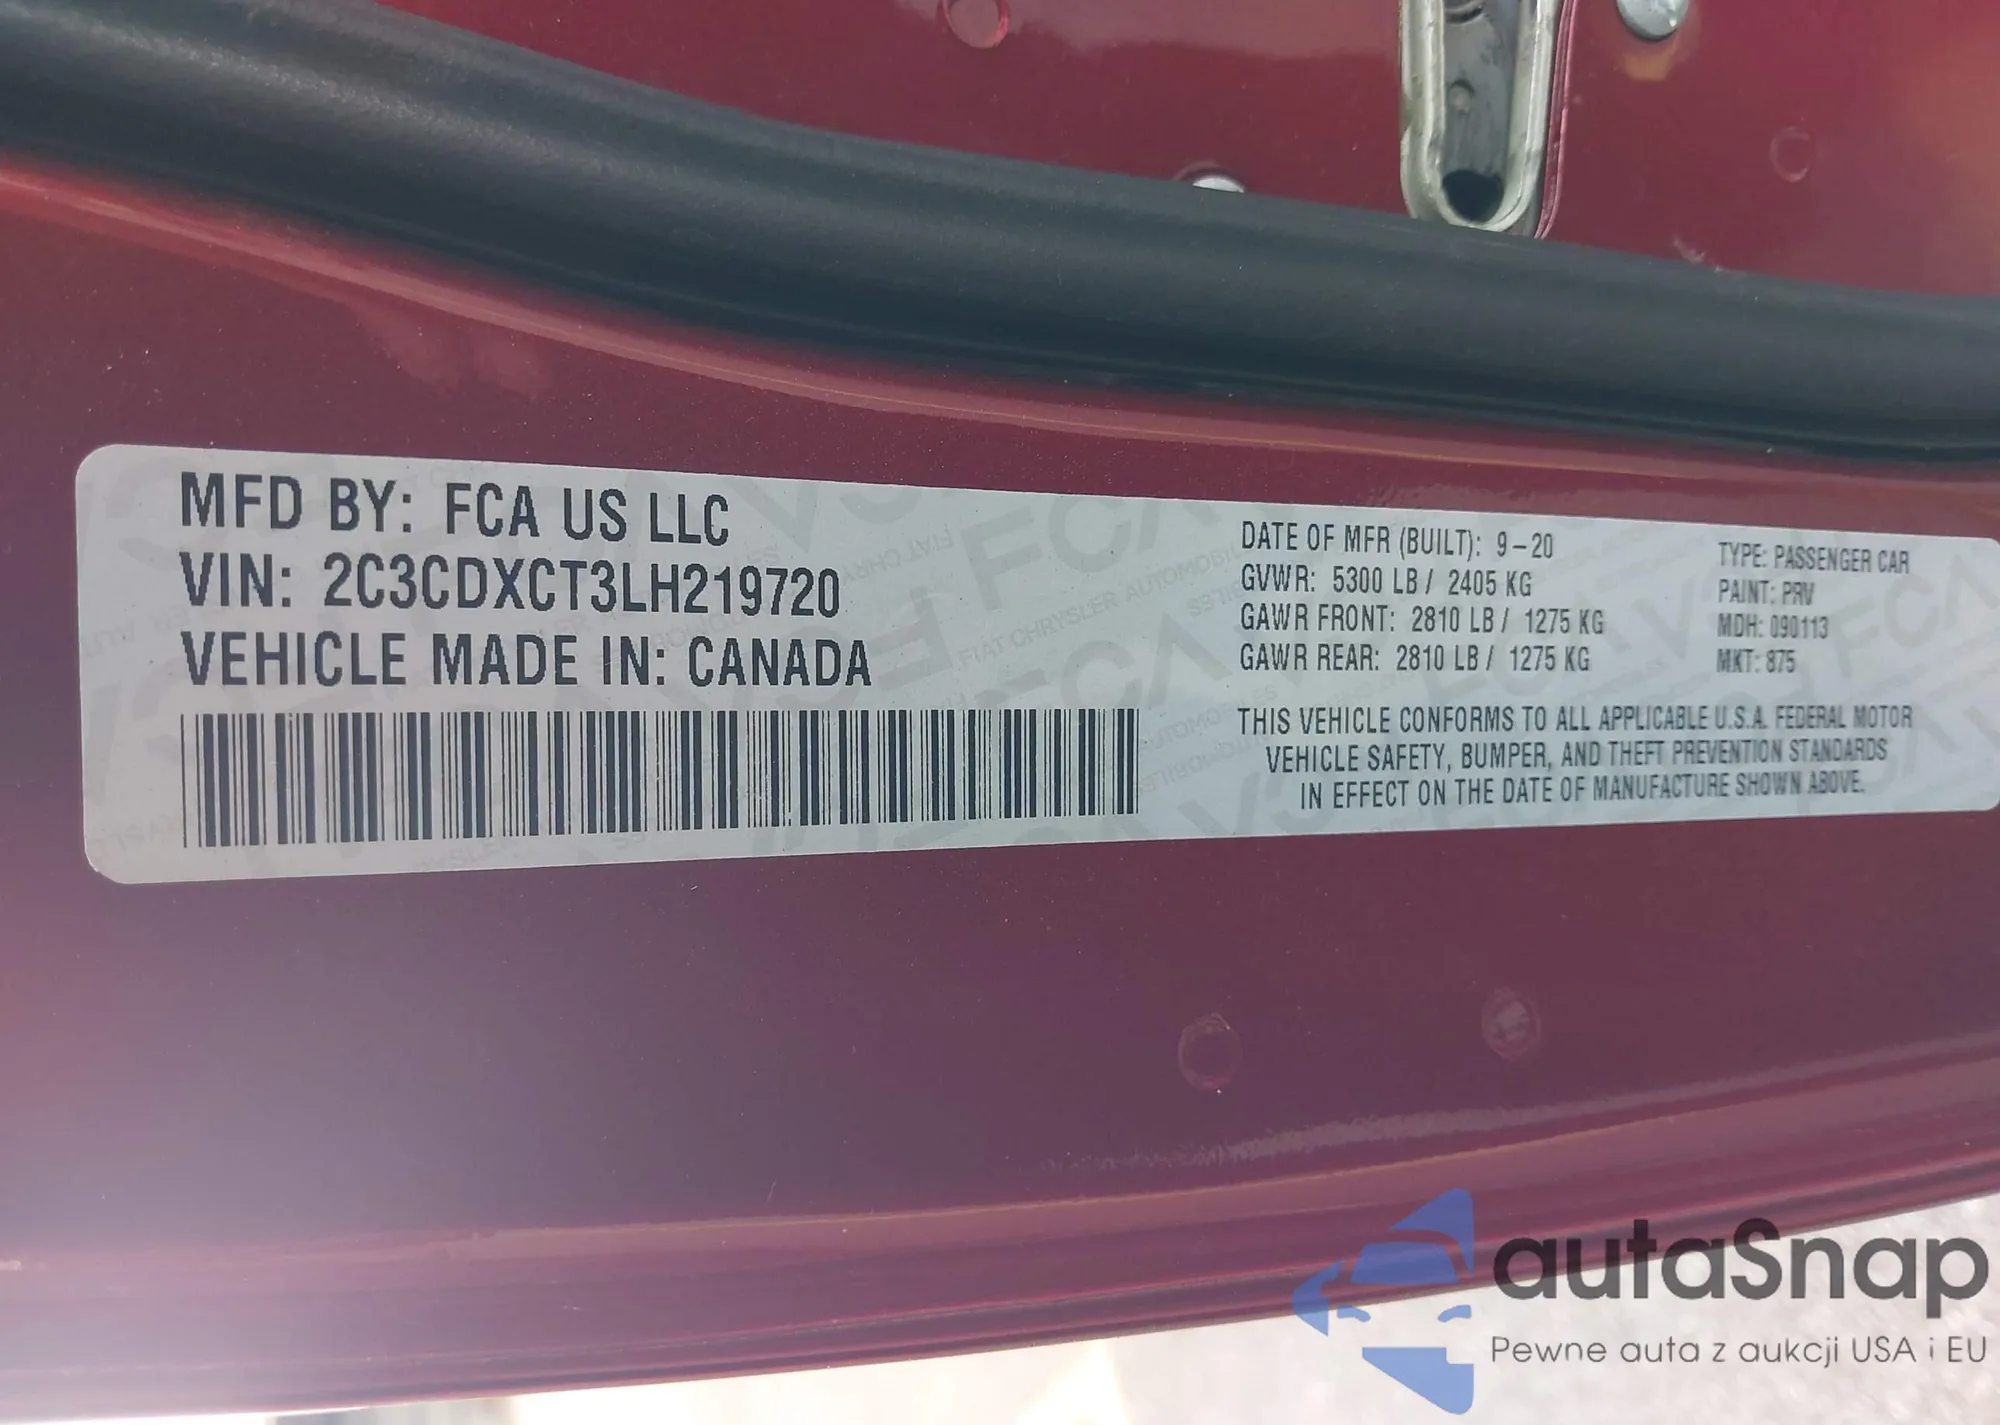 MFD BY: FCA US LLC
VIN: 2C3CDXCT3LH219720
VEHICLE MADE IN: CANADA
DATE OF MFR (BUILT): 9-20
GVWR: 5300 LB / 2405 KG
GAWR FRONT: 2810 LB / 1275 KG
GAWR REAR: 2810 LB / 1275 KG
TYPE: PASSENGER CAR
PAINT: PRV
MDH: 090113
MKT: 875
THIS VEHICLE CONFORMS TO ALL APPLICABLE U.S.A. FEDERAL MOTOR
VEHICLE SAFETY, BUMPER, AND THEFT PREVENTION STANDARDS
IN EFFECT ON THE DATE OF MANUFACTURE SHOWN ABOVE.
autaSnap
Pewne auta z aukcji USA i EU